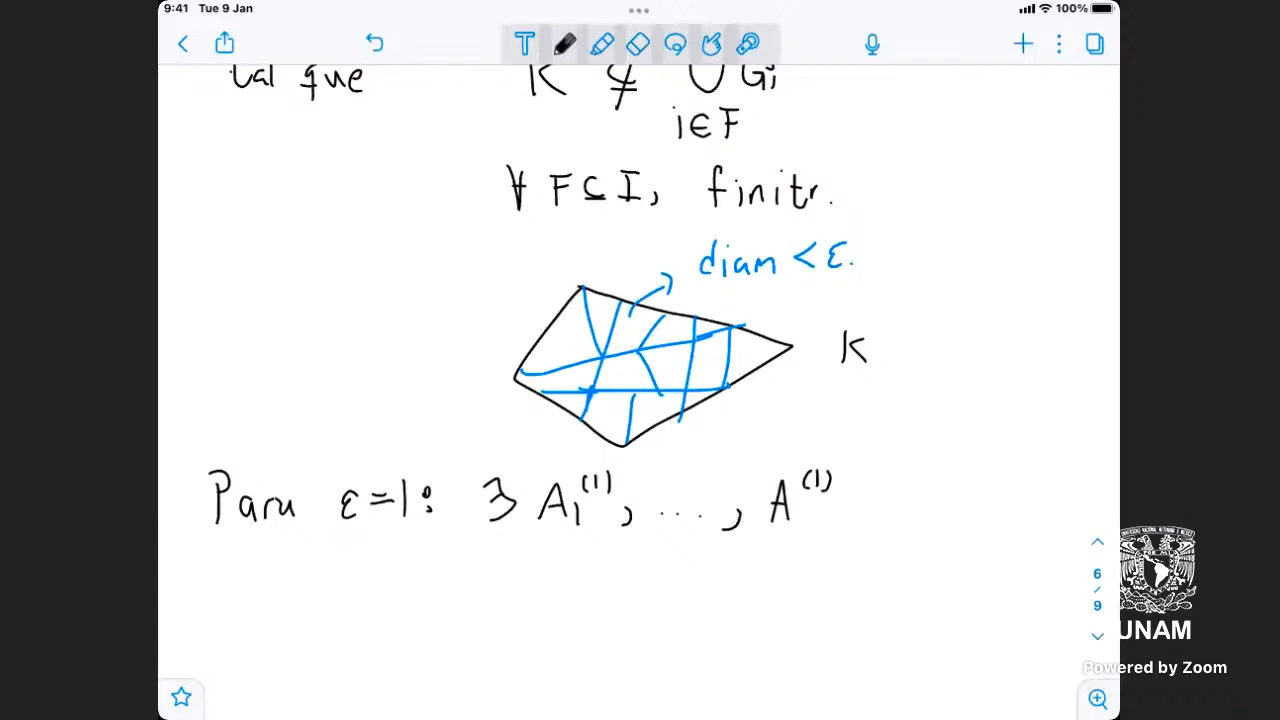 9:41 Tue 9 Jan
100%
tal que K ⊄ ∪ Gi
i∈F
∀ F⊆I, finito.
diam < ε.
K
Para ε=1: ∃ A₁⁽¹⁾, ...., A⁽¹⁾
6
9
UNAM
Powered by Zoom